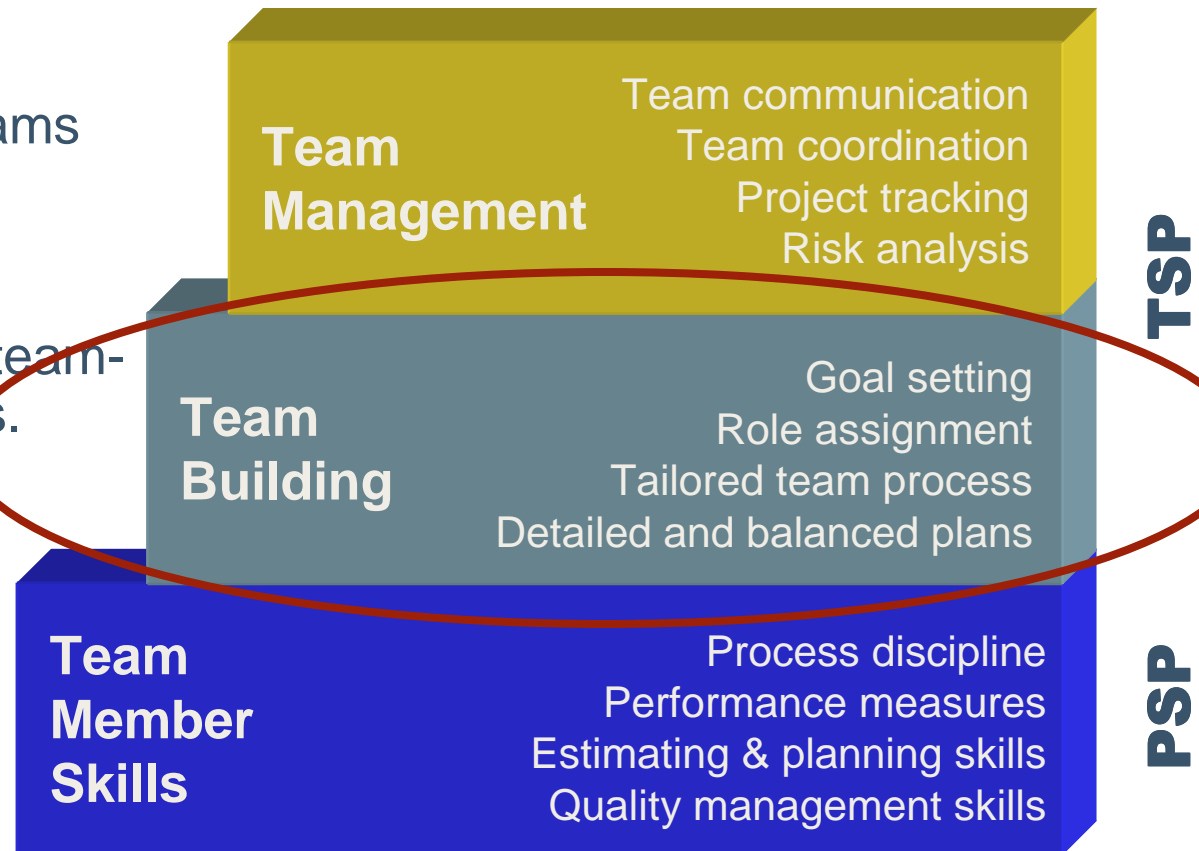 ams
team-
s.
Team
Management
Team communication
Team coordination
Project tracking
Risk analysis
TSP
Team
Building
Goal setting
Role assignment
Tailored team process
Detailed and balanced plans
Team
Member
Skills
Process discipline
Performance measures
Estimating & planning skills
Quality management skills
PSP